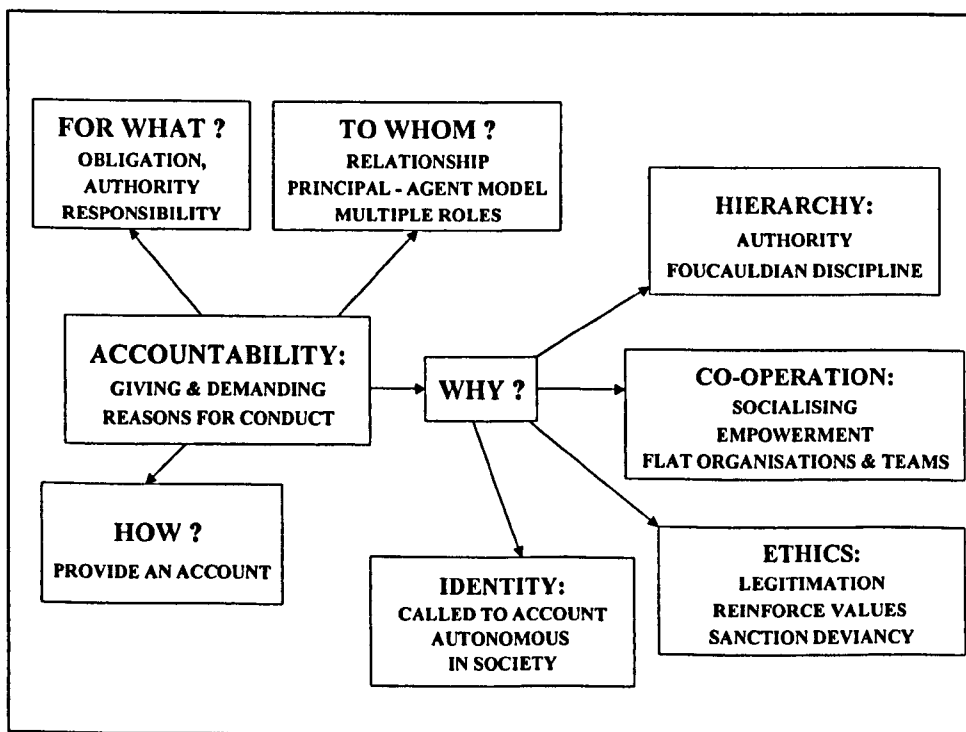 FOR WHAT ?
OBLIGATION,
AUTHORITY
RESPONSIBILITY
TO WHOM ?
RELATIONSHIP
PRINCIPAL - AGENT MODEL
MULTIPLE ROLES
HIERARCHY:
AUTHORITY
FOUCAULDIAN DISCIPLINE
ACCOUNTABILITY:
GIVING & DEMANDING
REASONS FOR CONDUCT
WHY ?
CO-OPERATION:
SOCIALISING
EMPOWERMENT
FLAT ORGANISATIONS & TEAMS
HOW ?
PROVIDE AN ACCOUNT
IDENTITY:
CALLED TO ACCOUNT
AUTONOMOUS
IN SOCIETY
ETHICS:
LEGITIMATION
REINFORCE VALUES
SANCTION DEVIANCY